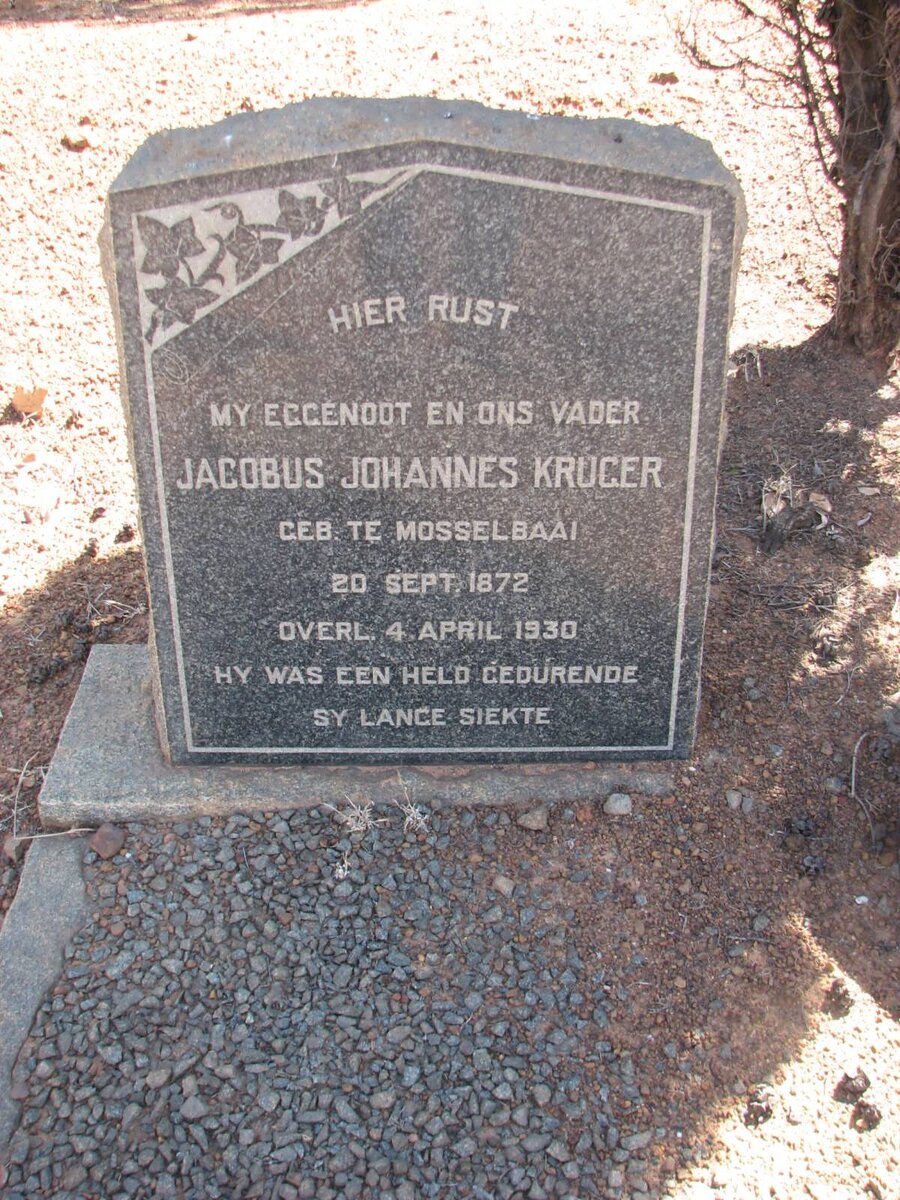 HIER RUST
MY EGGENOOT EN ONS VADER
JACOBUS JOHANNES KRUGER
GEB. TE MOSSELBAAI
20 SEPT. 1872
OVERL. 4. APRIL 1930
HY WAS EEN HELD GEDURENDE
SY LANGE SIEKTE